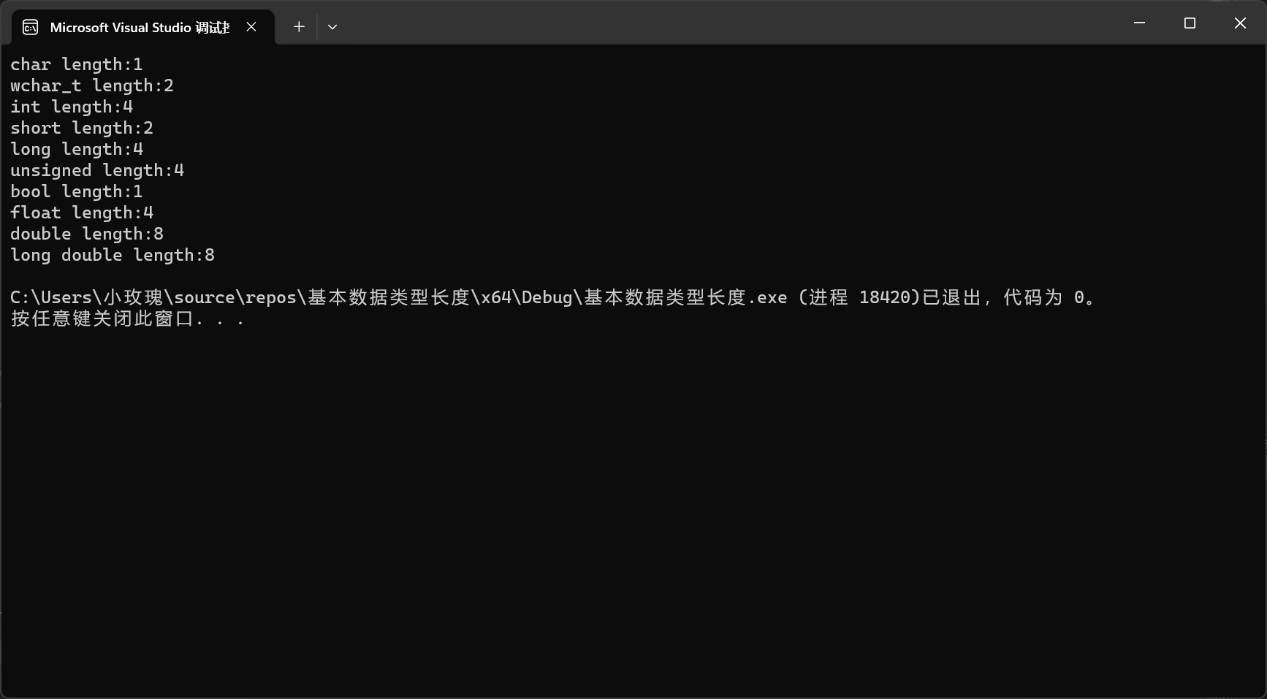 Microsoft Visual Studio 调试
char length:1
wchar_t length:2
int length:4
short length:2
long length:4
unsigned length:4
bool length:1
float length:4
double length:8
long double length:8
C:\Users\小玫瑰\source\repos\基本数据类型长度\x64\Debug\基本数据类型长度.exe (进程 18420)已退出，代码为 0。
按任意键关闭此窗口. . .